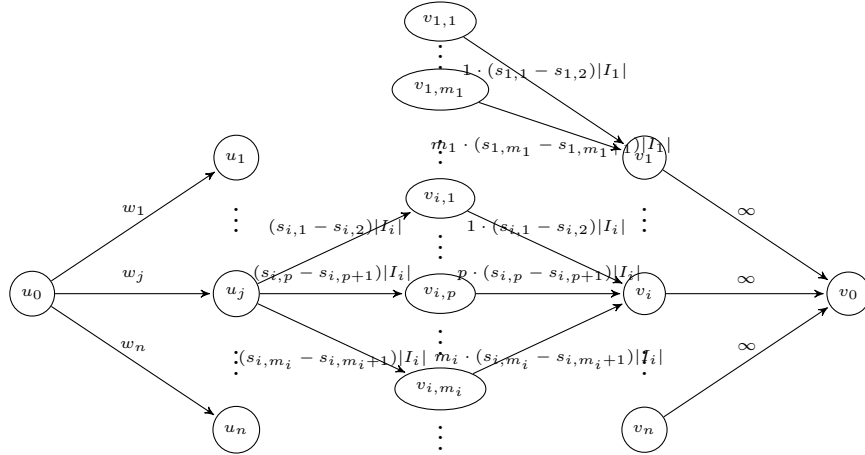 v_{1,1}
⋮
1 · (s_{1,1} − s_{1,2})|I_1|
v_{1,m_1}
⋮
m_1 · (s_{1,m_1} − s_{1,m_1+1})|I_1|
u_1
v_1
w_1
⋮
v_{i,1}
⋮
(s_{i,1} − s_{i,2})|I_i|
1 · (s_{i,1} − s_{i,2})|I_i|
∞
⋮
w_j
(s_{i,p} − s_{i,p+1})|I_i|
p · (s_{i,p} − s_{i,p+1})|I_i|
∞
u_0
u_j
v_{i,p}
v_i
v_0
w_n
⋮
(s_{i,m_i} − s_{i,m_i+1})|I_i|
⋮
m_i · (s_{i,m_i} − s_{i,m_i+1})|I_i|
⋮
∞
v_{i,m_i}
u_n
⋮
v_n